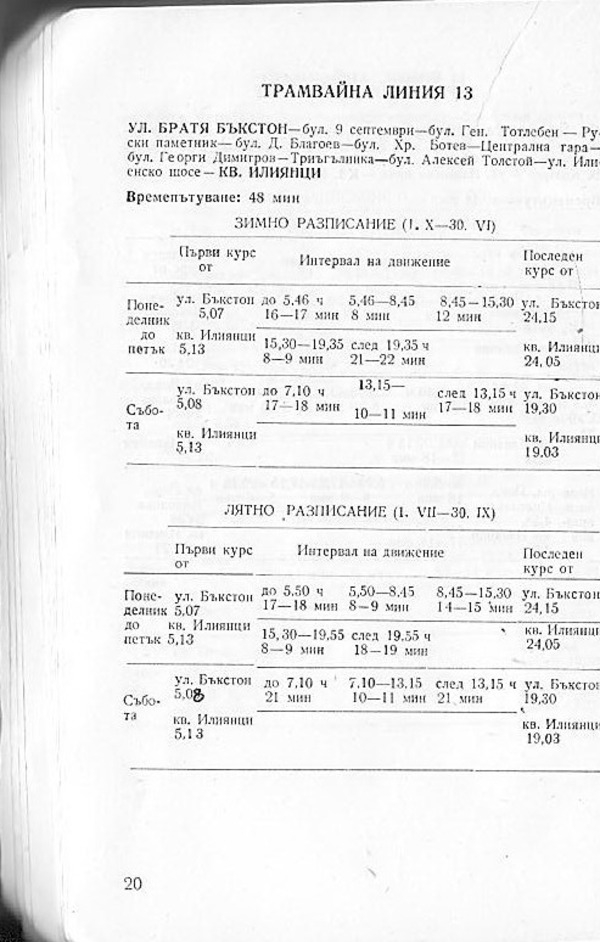 ТРАМВАЙНА ЛИНИЯ 13
УЛ. БРАТЯ БЪКСТОН—бул. 9 септември—бул. Ген. Тотлебен — Ру-
ски паметник—бул. Д. Благоев—бул. Хр. Ботев—Централна гара—
бул. Георги Димитров—Триъгълника—бул. Алексей Толстой—ул. Или-
енско шосе—КВ. ИЛИЯНЦИ
Времепътуване: 48 мин
ЗИМНО РАЗПИСАНИЕ (I. X—30. VI)
Първи курс Интервал на движение Последен
от курс от
Поне- ул. Бъкстон до 5,46 ч 5,46—8,45 8,45—15,30 ул. Бъкстон
делник 5,07 16—17 мин 8 мин 12 мин 24,15
до кв. Илиянци 15,30—19,35 след 19,35 ч кв. Илиянци
петък 5,13 8—9 мин 21—22 мин 24,05
ул. Бъкстон до 7,10 ч 13,15— след 13,15 ч ул. Бъкстон
Събо- 5,08 17—18 мин 10—11 мин 17—18 мин 19,30
та
кв. Илиянци кв. Илиянци
5,13 19.03
ЛЯТНО РАЗПИСАНИЕ (I. VII—30. IX)
Първи курс Интервал на движение Последен
от курс от
Поне- ул. Бъкстон до 5,50 ч 5,50—8,45 8,45—15,30 ул. Бъкстон
делник 5,07 17—18 мин 8—9 мин 14—15 мин 24,15
до кв. Илиянци 15,30—19,55 след 19,55 ч кв. Илиянци
петък 5,13 8—9 мин 18—19 мин 24,05
ул. Бъкстон до 7,10 ч 7,10—13,15 след 13,15 ч ул. Бъкстон
Събо- 5,08 21 мин 10—11 мин 21 мин 19,30
та кв. Илиянци кв. Илиянци
5,13 19,03
20